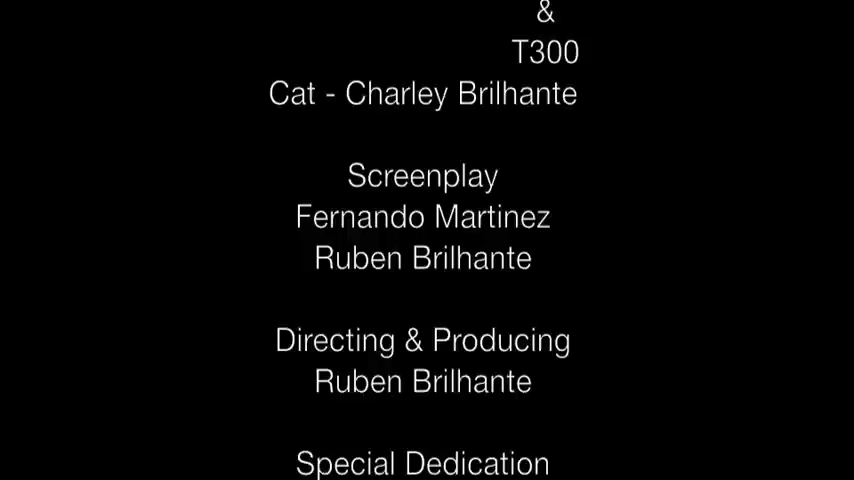 &
T300
Cat - Charley Brilhante
Screenplay
Fernando Martinez
Ruben Brilhante
Directing & Producing
Ruben Brilhante
Special Dedication